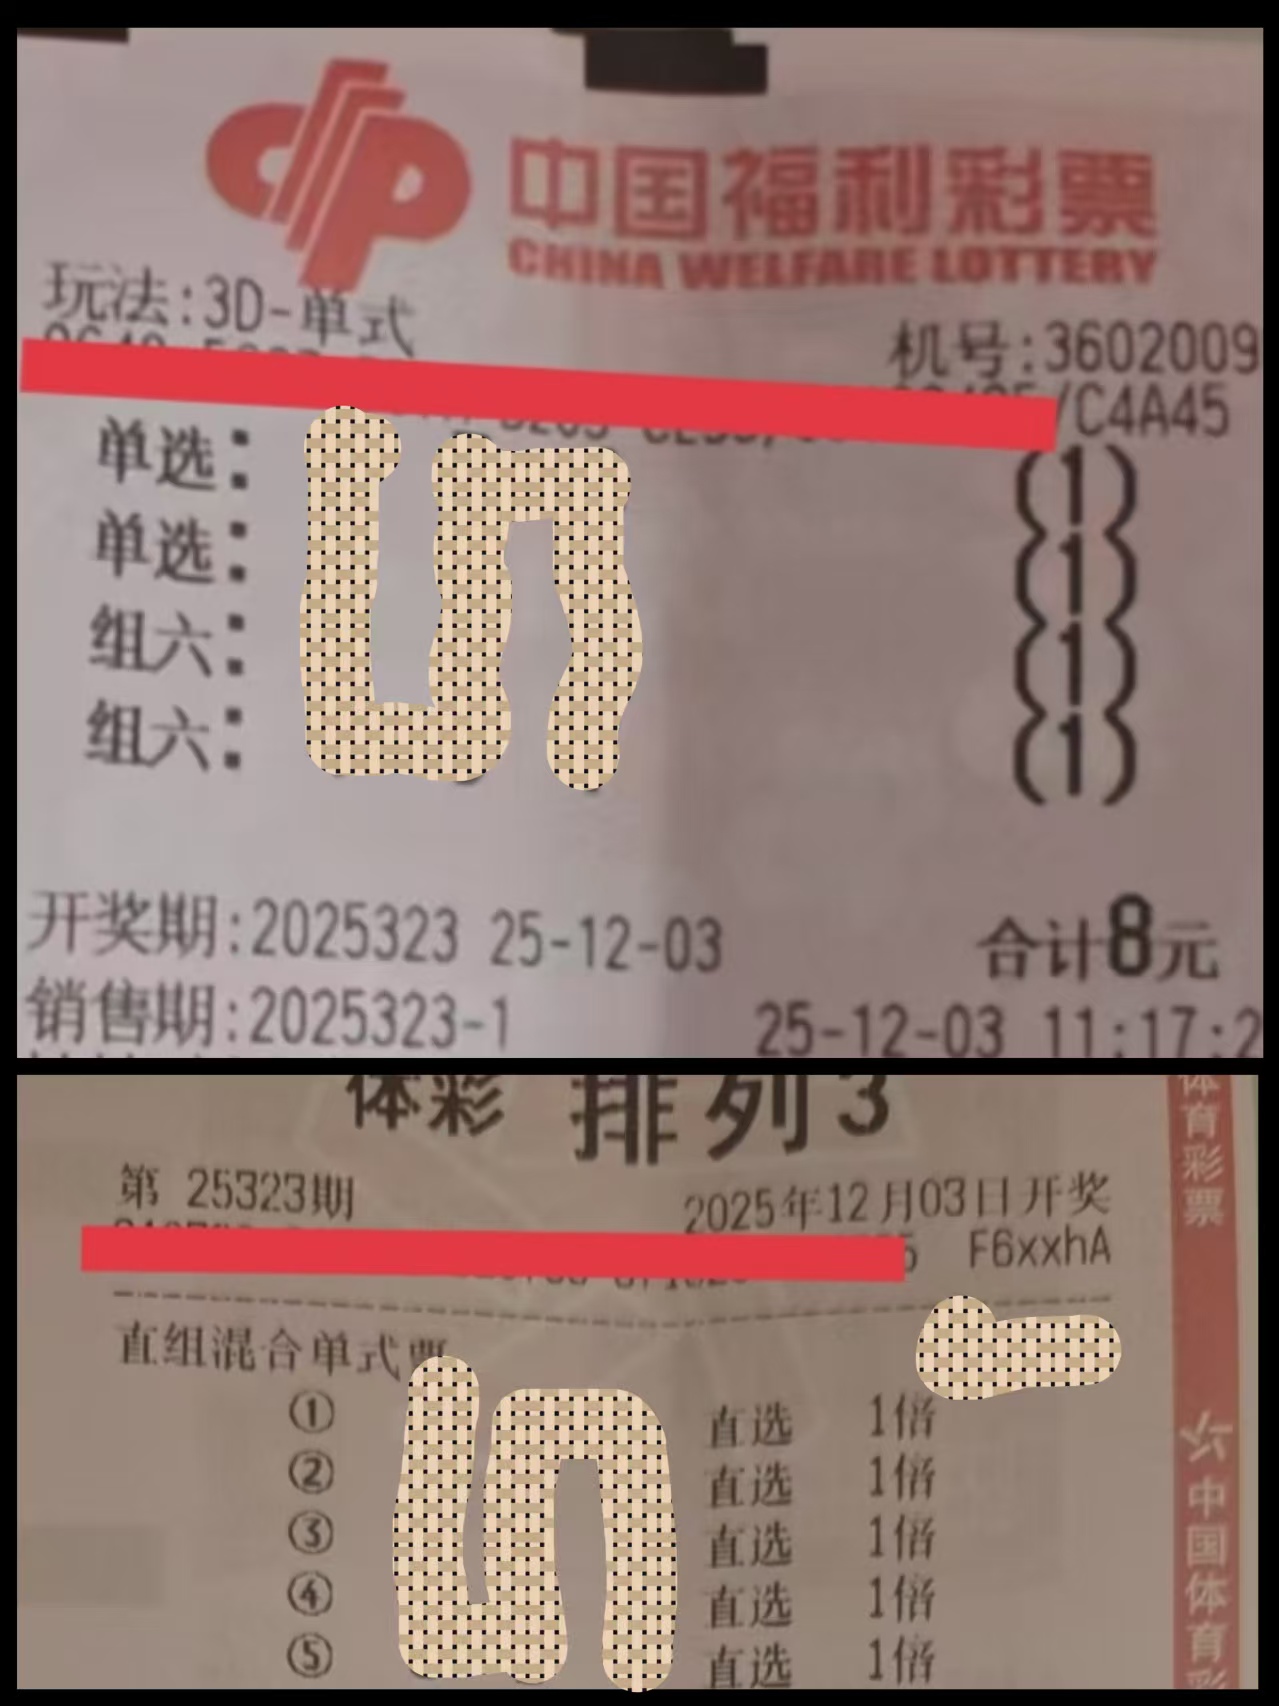 中国福利彩票
CHINA WELFARE LOTTERY
玩法:3D-单式
机号:3602009
/C4A45
单选: (1)
单选: (1)
组六: (1)
组六: (1)
开奖期:2025323 25-12-03 合计8元
销售期:2025323-1 25-12-03 11:17:2
体彩 排列3
第 25323期 2025年12月03日开奖
F6xxhA
直组混合单式票
① 直选 1倍
② 直选 1倍
③ 直选 1倍
④ 直选 1倍
⑤ 直选 1倍
体育彩票
中国体育彩